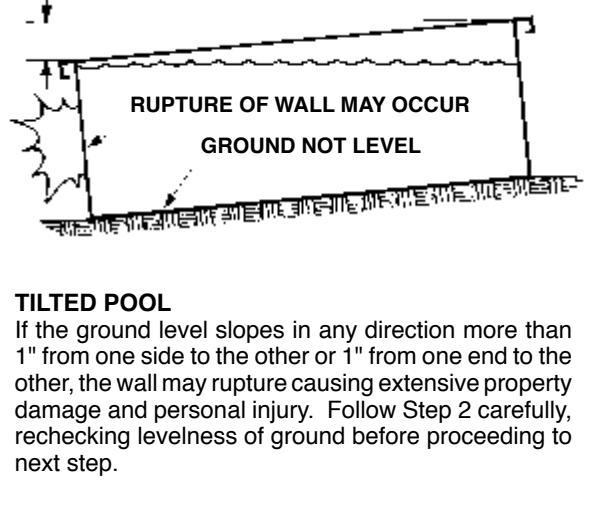 RUPTURE OF WALL MAY OCCUR
GROUND NOT LEVEL
TILTED POOL
If the ground level slopes in any direction more than
1" from one side to the other or 1" from one end to the
other, the wall may rupture causing extensive property
damage and personal injury.  Follow Step 2 carefully,
rechecking levelness of ground before proceeding to
next step.